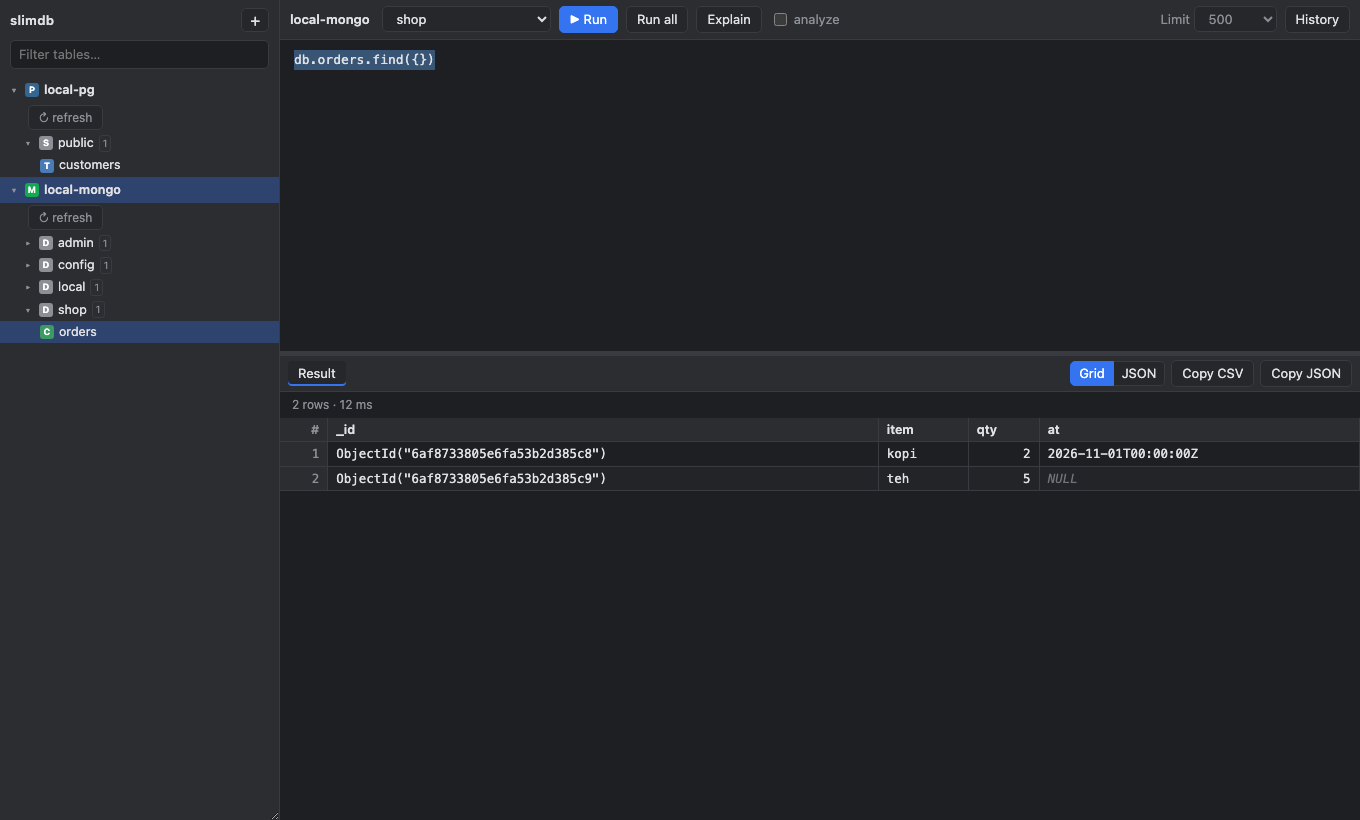 slimdb
+
Filter tables...
local-mongo
shop
Run
Run all
Explain
analyze
Limit
500
History
P local-pg
refresh
S public 1
T customers
M local-mongo
refresh
D admin 1
D config 1
D local 1
D shop 1
C orders
db.orders.find({})
Result
Grid
JSON
Copy CSV
Copy JSON
2 rows · 12 ms
# _id item qty at
1 ObjectId("6af8733805e6fa53b2d385c8") kopi 2 2026-11-01T00:00:00Z
2 ObjectId("6af8733805e6fa53b2d385c9") teh 5 NULL